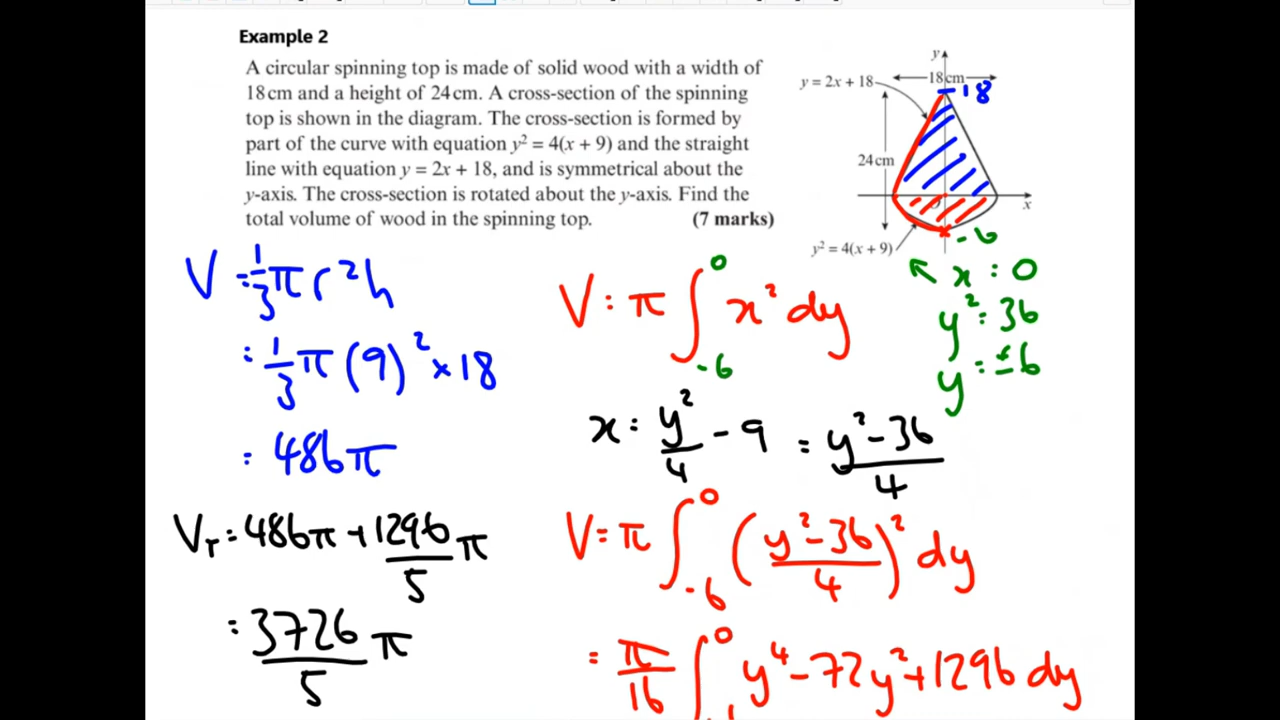 Example 2
A circular spinning top is made of solid wood with a width of
18 cm and a height of 24 cm. A cross-section of the spinning
top is shown in the diagram. The cross-section is formed by
part of the curve with equation y² = 4(x + 9) and the straight
line with equation y = 2x + 18, and is symmetrical about the
y-axis. The cross-section is rotated about the y-axis. Find the
total volume of wood in the spinning top. (7 marks)
y
18 cm
y = 2x + 18
18
24 cm
O
x
-6
y² = 4(x + 9)
V = 1/3 π r² h
= 1/3 π (9)² × 18
= 486π
V_T = 486π + 1296/5 π
= 3726/5 π
V = π ∫_{-6}^{0} x² dy
x = y²/4 - 9 = (y² - 36)/4
V = π ∫_{-6}^{0} ((y² - 36)/4)² dy
= π/16 ∫^{0} y⁴ - 72y² + 1296 dy
x = 0
y² = 36
y = ±6